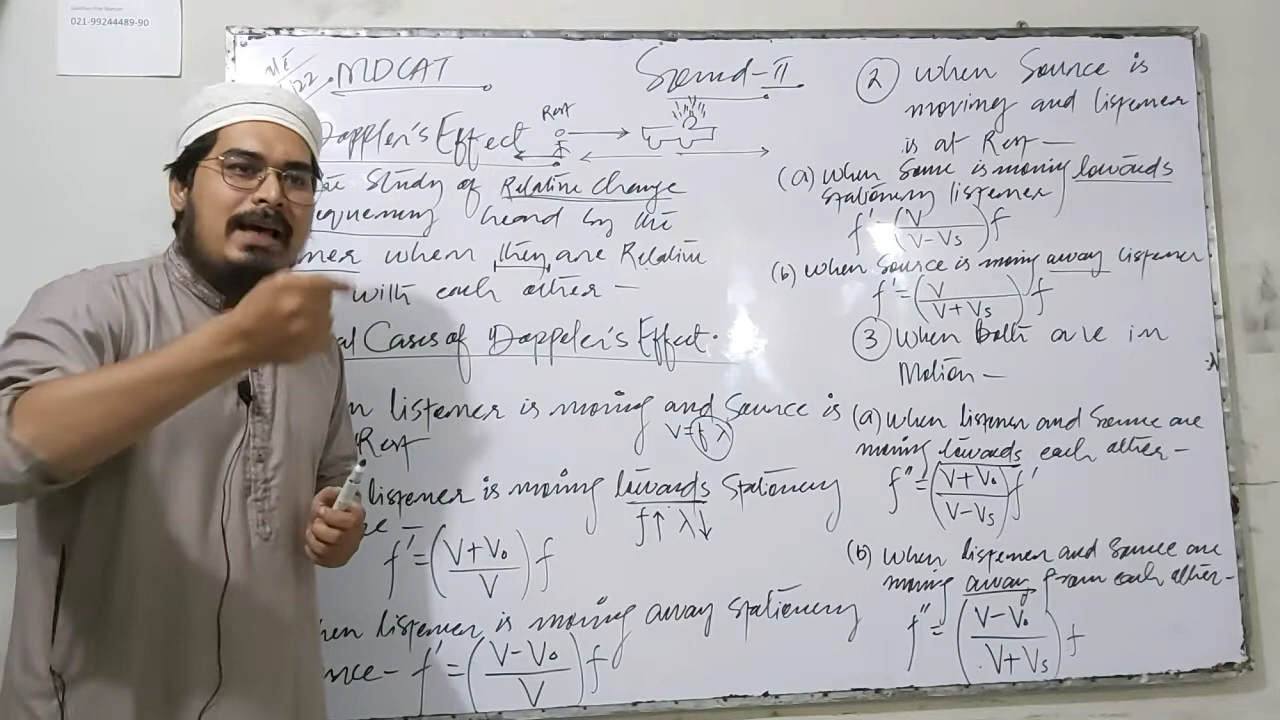 021-99244489-90
MDCAT
Sound-II
Doppler's Effect
Rest
Study of Relative change
heard by the
when they are Relative
with each other —
Cases of Doppler's Effect.
listener is moving and Source is
Rest
V=fλ
listener is moving towards stationary
f↑ λ↓
f' = (V+Vo/V) f
listener is moving away stationary
f' = (V-Vo/V) f
② When Source is
moving and listener
is at Rest —
(a) When Source is moving towards
stationary listener
f' = (V/V-Vs) f
(b) When Source is moving away listener
f' = (V/V+Vs) f
③ When both are in
Motion —
(a) When listener and Source are
moving towards each other —
f'' = (V+Vo/V-Vs) f'
(b) When listener and Source are
moving away from each other —
f'' = (V-Vo/V+Vs) f